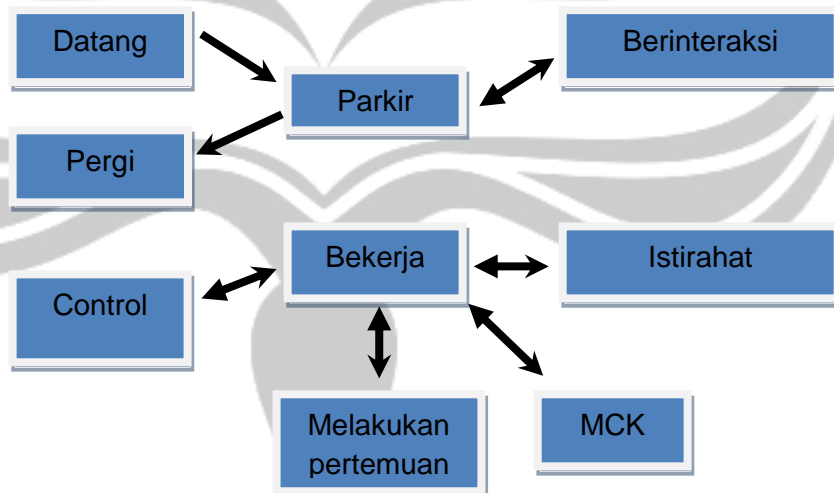 Datang
Berinteraksi
Parkir
Pergi
Bekerja
Istirahat
Control
Melakukan
pertemuan
MCK